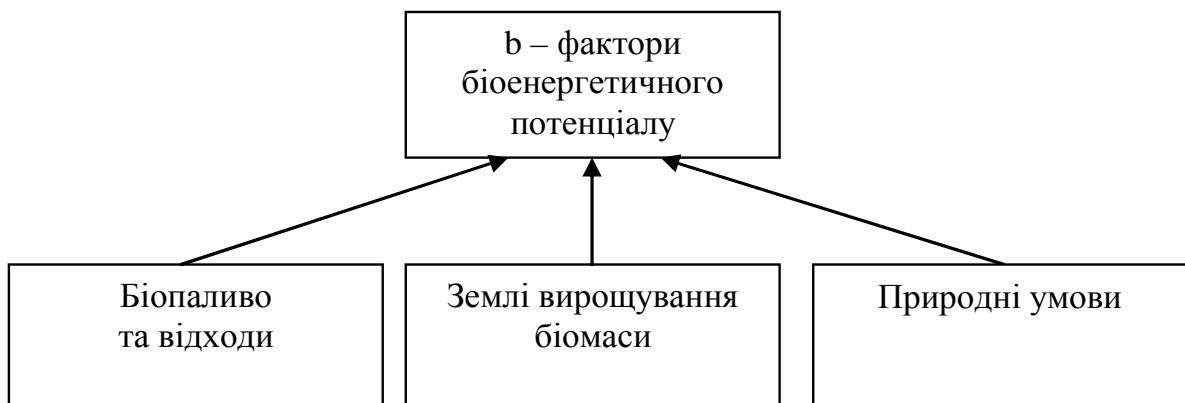 b – фактори
біоенергетичного
потенціалу
Біопаливо
та відходи
Землі вирощування
біомаси
Природні умови